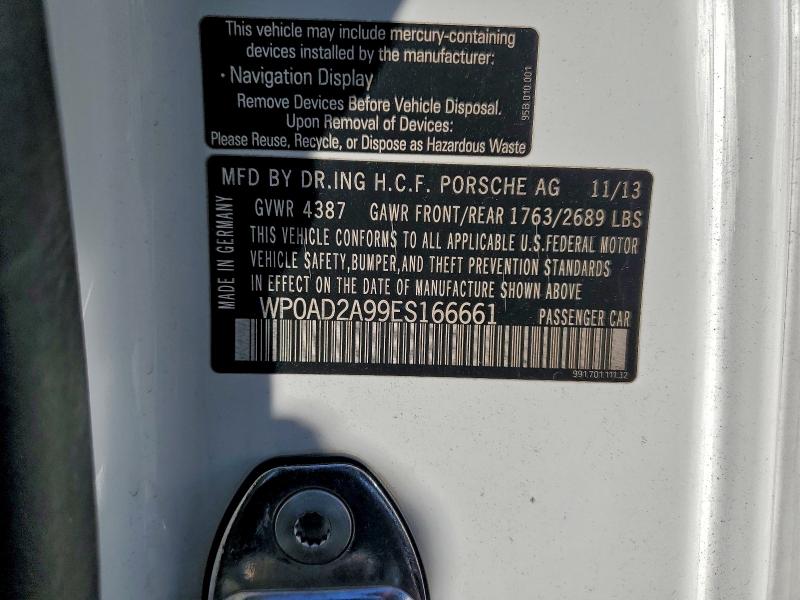 This vehicle may include mercury-containing
devices installed by the manufacturer:
· Navigation Display
Remove Devices Before Vehicle Disposal.
Upon Removal of Devices:
Please Reuse, Recycle, or Dispose as Hazardous Waste
95B.010.001
MFD BY DR.ING H.C.F. PORSCHE AG 11/13
GVWR 4387 GAWR FRONT/REAR 1763/2689 LBS
THIS VEHICLE CONFORMS TO ALL APPLICABLE U.S.FEDERAL MOTOR
VEHICLE SAFETY,BUMPER,AND THEFT PREVENTION STANDARDS
IN EFFECT ON THE DATE OF MANUFACTURE SHOWN ABOVE
WP0AD2A99ES166661 PASSENGER CAR
MADE IN GERMANY
991.701.111.12